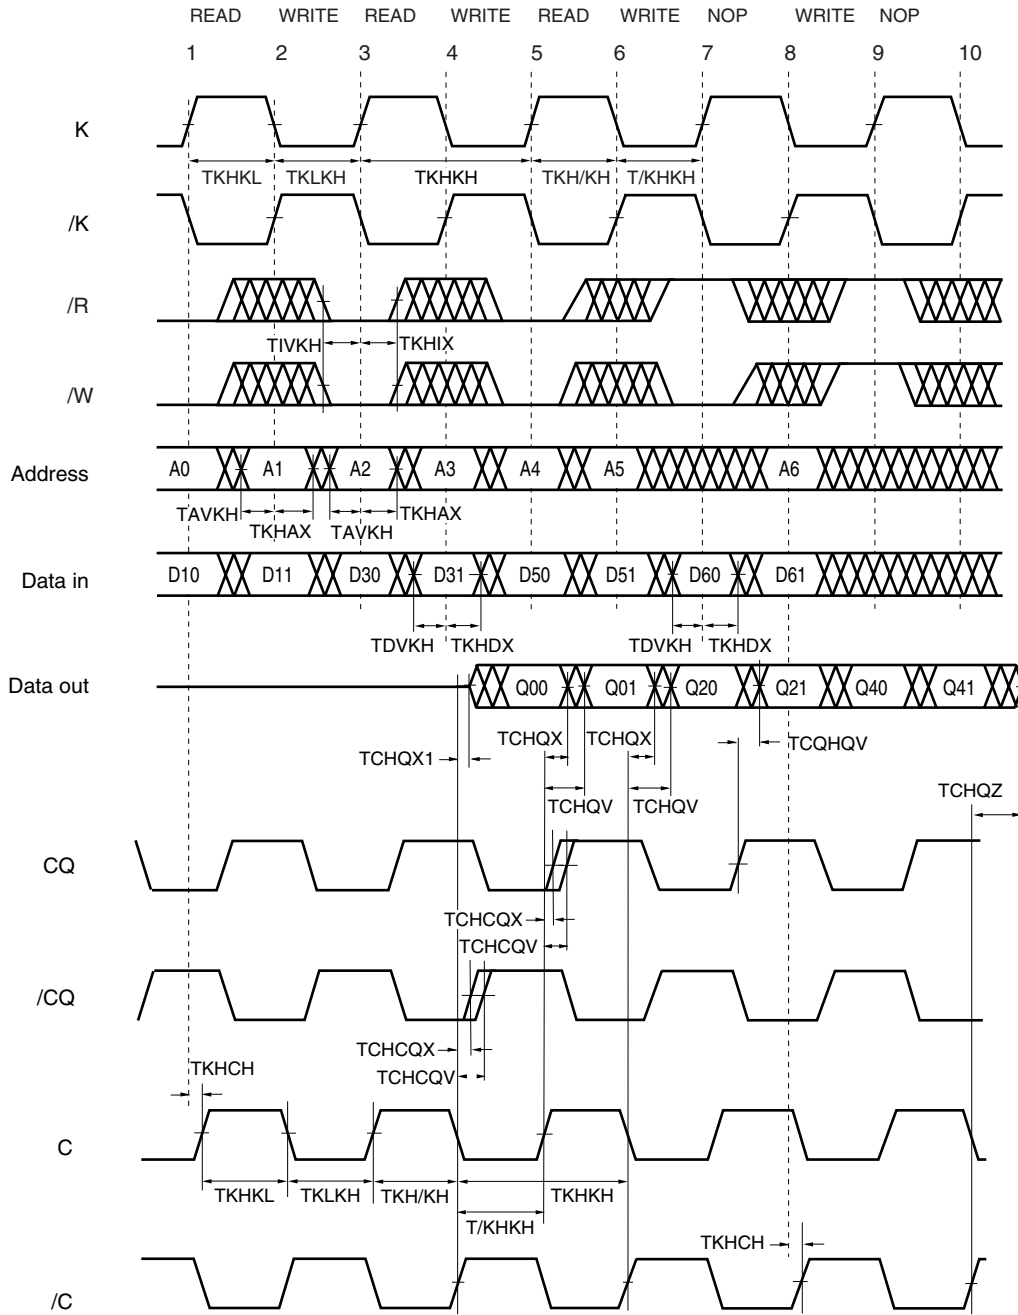 READ WRITE READ WRITE READ WRITE NOP WRITE NOP
1 2 3 4 5 6 7 8 9 10
K
TKHKL TKLKH TKHKH TKH/KH T/KHKH
/K
/R
TIVKH TKHIX
/W
Address A0 A1 A2 A3 A4 A5 A6
TAVKH TKHAX TAVKH TKHAX
Data in D10 D11 D30 D31 D50 D51 D60 D61
TDVKH TKHDX TDVKH TKHDX
Data out Q00 Q01 Q20 Q21 Q40 Q41
TCHQX1 TCHQX TCHQX TCQHQV
TCHQV TCHQV TCHQZ
CQ
TCHCQX
TCHCQV
/CQ
TCHCQX
TCHCQV
TKHCH
C
TKHKL TKLKH TKH/KH TKHKH
T/KHKH TKHCH
/C